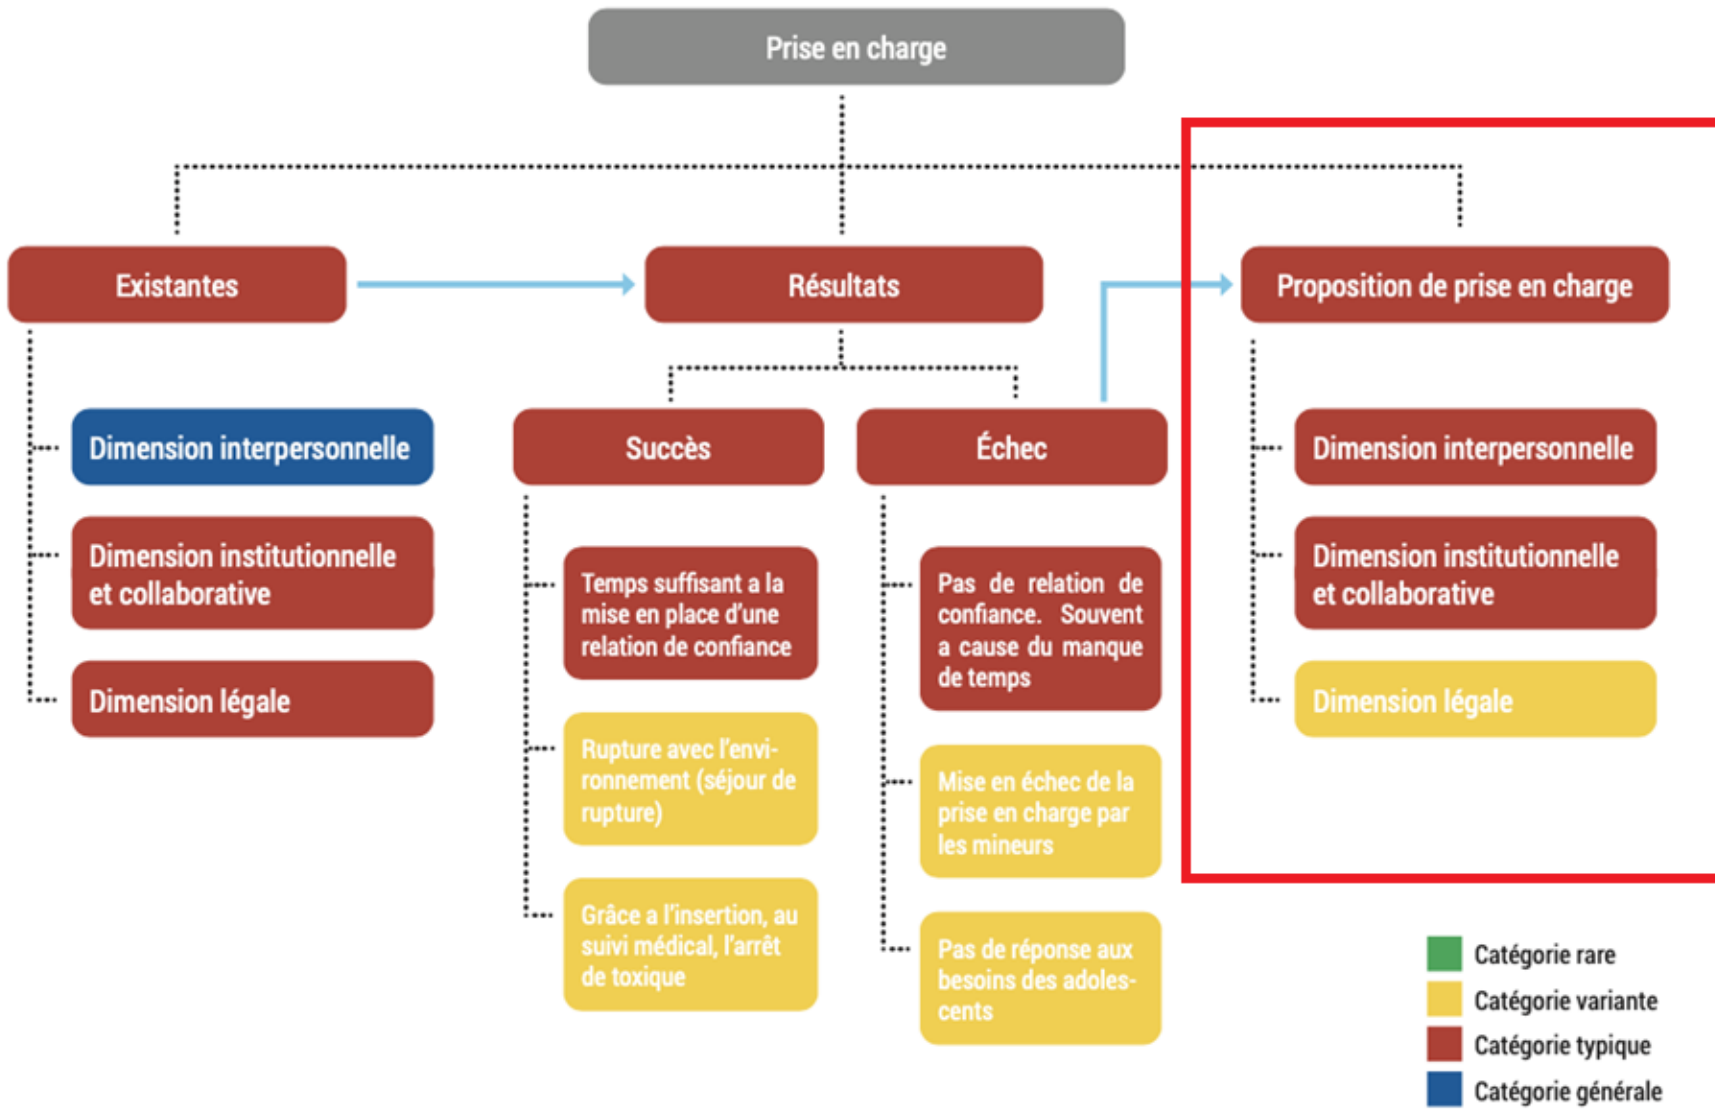 Prise en charge
Existantes
Résultats
Proposition de prise en charge
Dimension interpersonnelle
Dimension institutionnelle
et collaborative
Dimension légale
Succès
Temps suffisant a la
mise en place d'une
relation de confiance
Rupture avec l'envi-
ronnement (séjour de
rupture)
Grâce a l'insertion, au
suivi médical, l'arrêt
de toxique
Échec
Pas de relation de
confiance. Souvent
a cause du manque
de temps
Mise en échec de la
prise en charge par
les mineurs
Pas de réponse aux
besoins des adoles-
cents
Dimension interpersonnelle
Dimension institutionnelle
et collaborative
Dimension légale
Catégorie rare
Catégorie variante
Catégorie typique
Catégorie générale